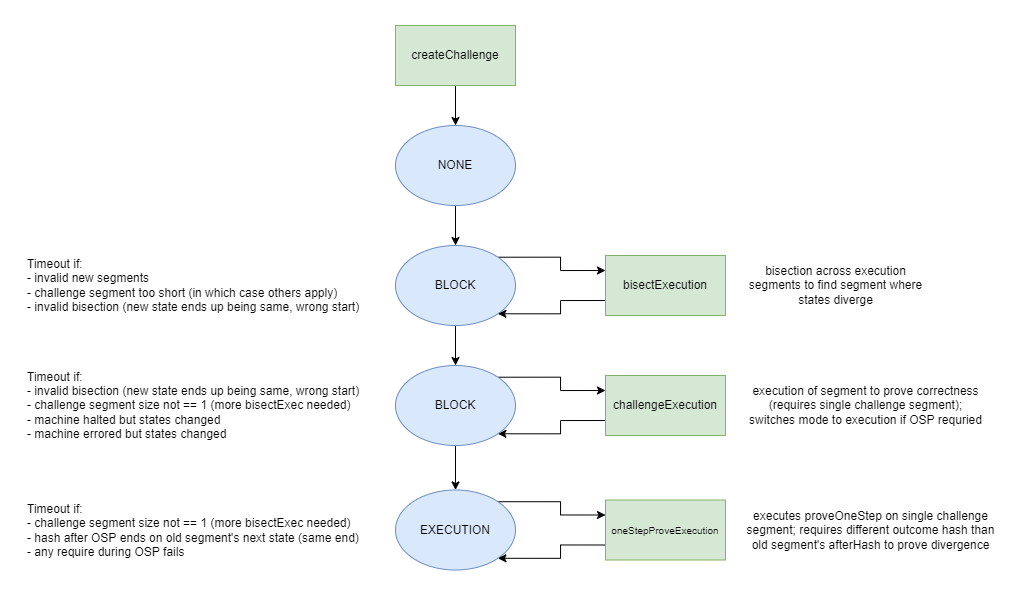 createChallenge
NONE
Timeout if:
- invalid new segments
- challenge segment too short (in which case others apply)
- invalid bisection (new state ends up being same, wrong start)
BLOCK
bisectExecution
bisection across execution
segments to find segment where
states diverge
Timeout if:
- invalid bisection (new state ends up being same, wrong start)
- challenge segment size not == 1 (more bisectExec needed)
- machine halted but states changed
- machine errored but states changed
BLOCK
challengeExecution
execution of segment to prove correctness
(requires single challenge segment);
switches mode to execution if OSP requried
Timeout if:
- challenge segment size not == 1 (more bisectExec needed)
- hash after OSP ends on old segment's next state (same end)
- any require during OSP fails
EXECUTION
oneStepProveExecution
executes proveOneStep on single challenge
segment; requires different outcome hash than
old segment's afterHash to prove divergence